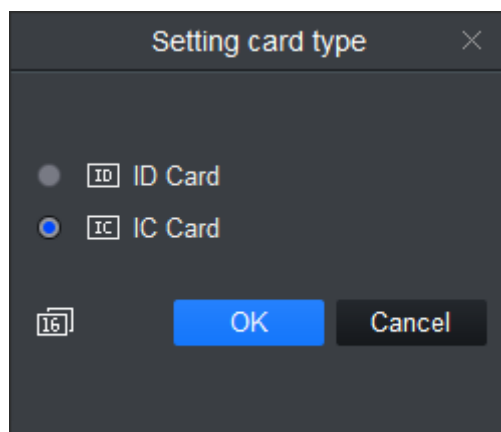 Setting card type
ID ID Card
IC IC Card
16 OK Cancel